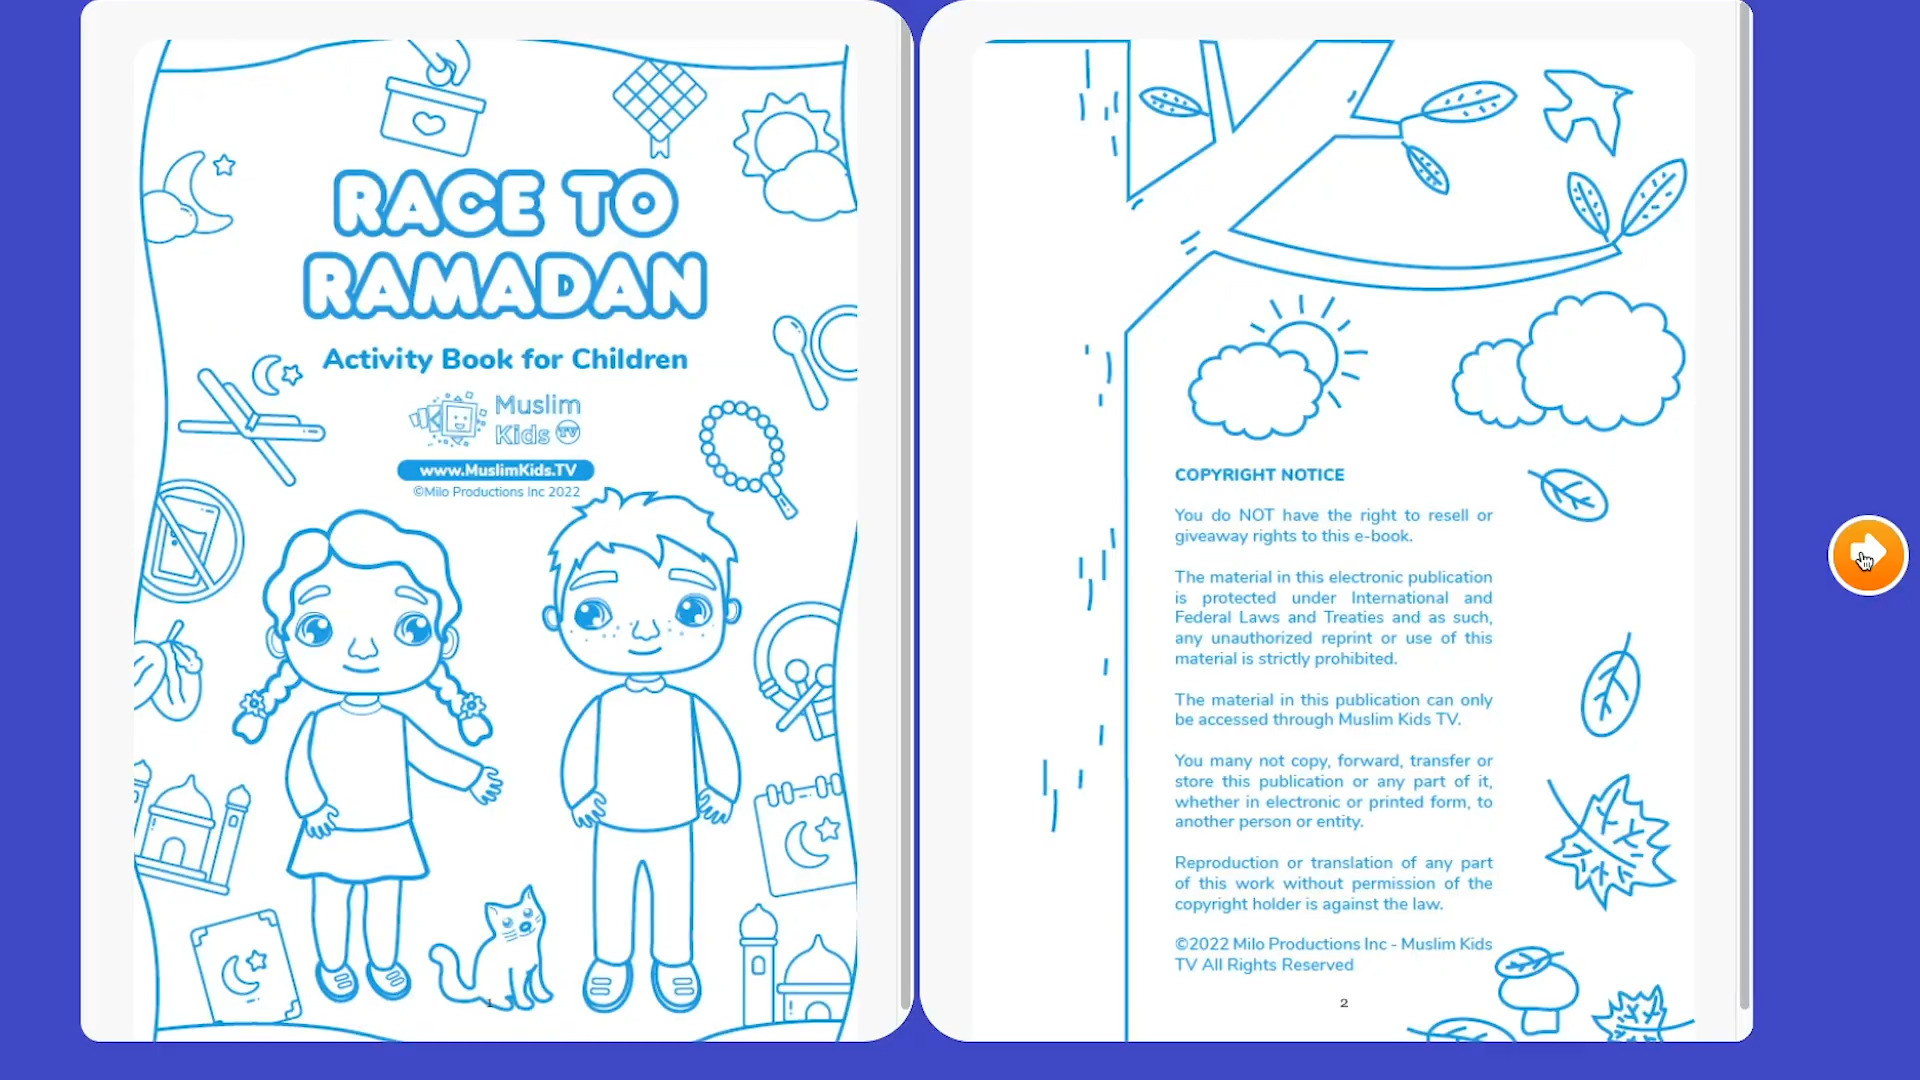 RACE TO
RAMADAN
Activity Book for Children
Muslim
Kids TV
www.MuslimKids.TV
©Milo Productions Inc 2022
1
COPYRIGHT NOTICE
You do NOT have the right to resell or
giveaway rights to this e-book.
The material in this electronic publication
is protected under International and
Federal Laws and Treaties and as such,
any unauthorized reprint or use of this
material is strictly prohibited.
The material in this publication can only
be accessed through Muslim Kids TV.
You many not copy, forward, transfer or
store this publication or any part of it,
whether in electronic or printed form, to
another person or entity.
Reproduction or translation of any part
of this work without permission of the
copyright holder is against the law.
©2022 Milo Productions Inc - Muslim Kids
TV All Rights Reserved
2